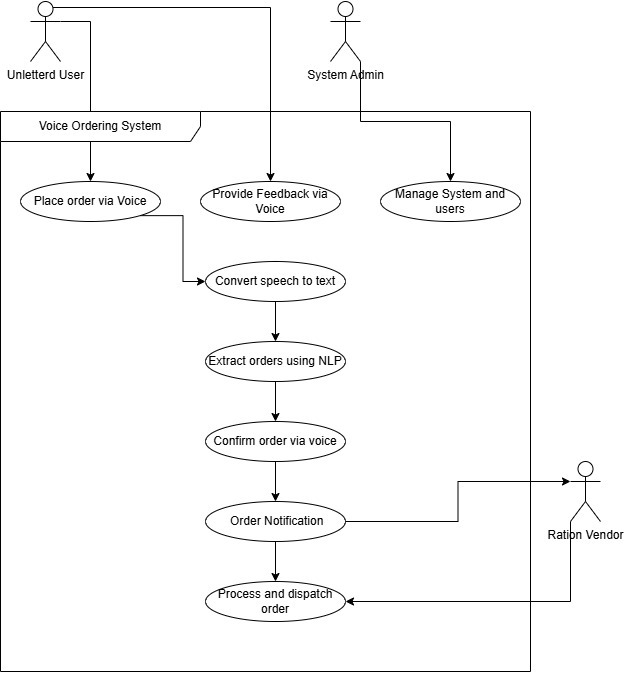 Unletterd User
System Admin
Voice Ordering System
Place order via Voice
Provide Feedback via
Voice
Manage System and
users
Convert speech to text
Extract orders using NLP
Confirm order via voice
Order Notification
Ration Vendor
Process and dispatch
order